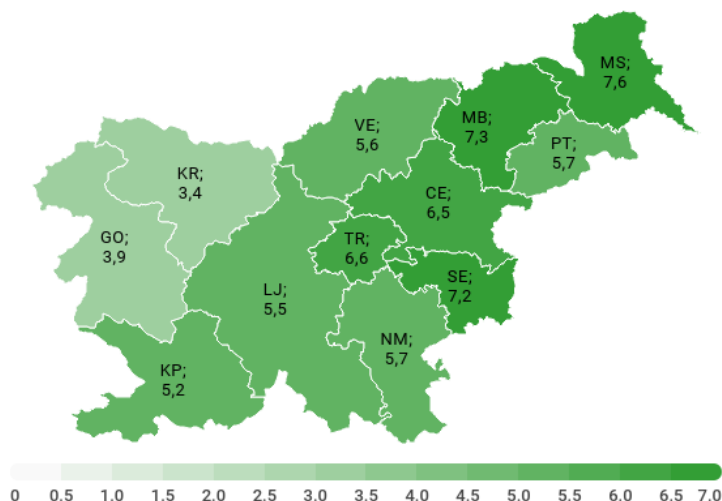 MS;
7,6
MB;
7,3
VE;
5,6
PT;
5,7
KR;
3,4
CE;
6,5
GO;
3,9
TR;
6,6
SE;
7,2
LJ;
5,5
NM;
5,7
KP;
5,2
0 0.5 1.0 1.5 2.0 2.5 3.0 3.5 4.0 4.5 5.0 5.5 6.0 6.5 7.0